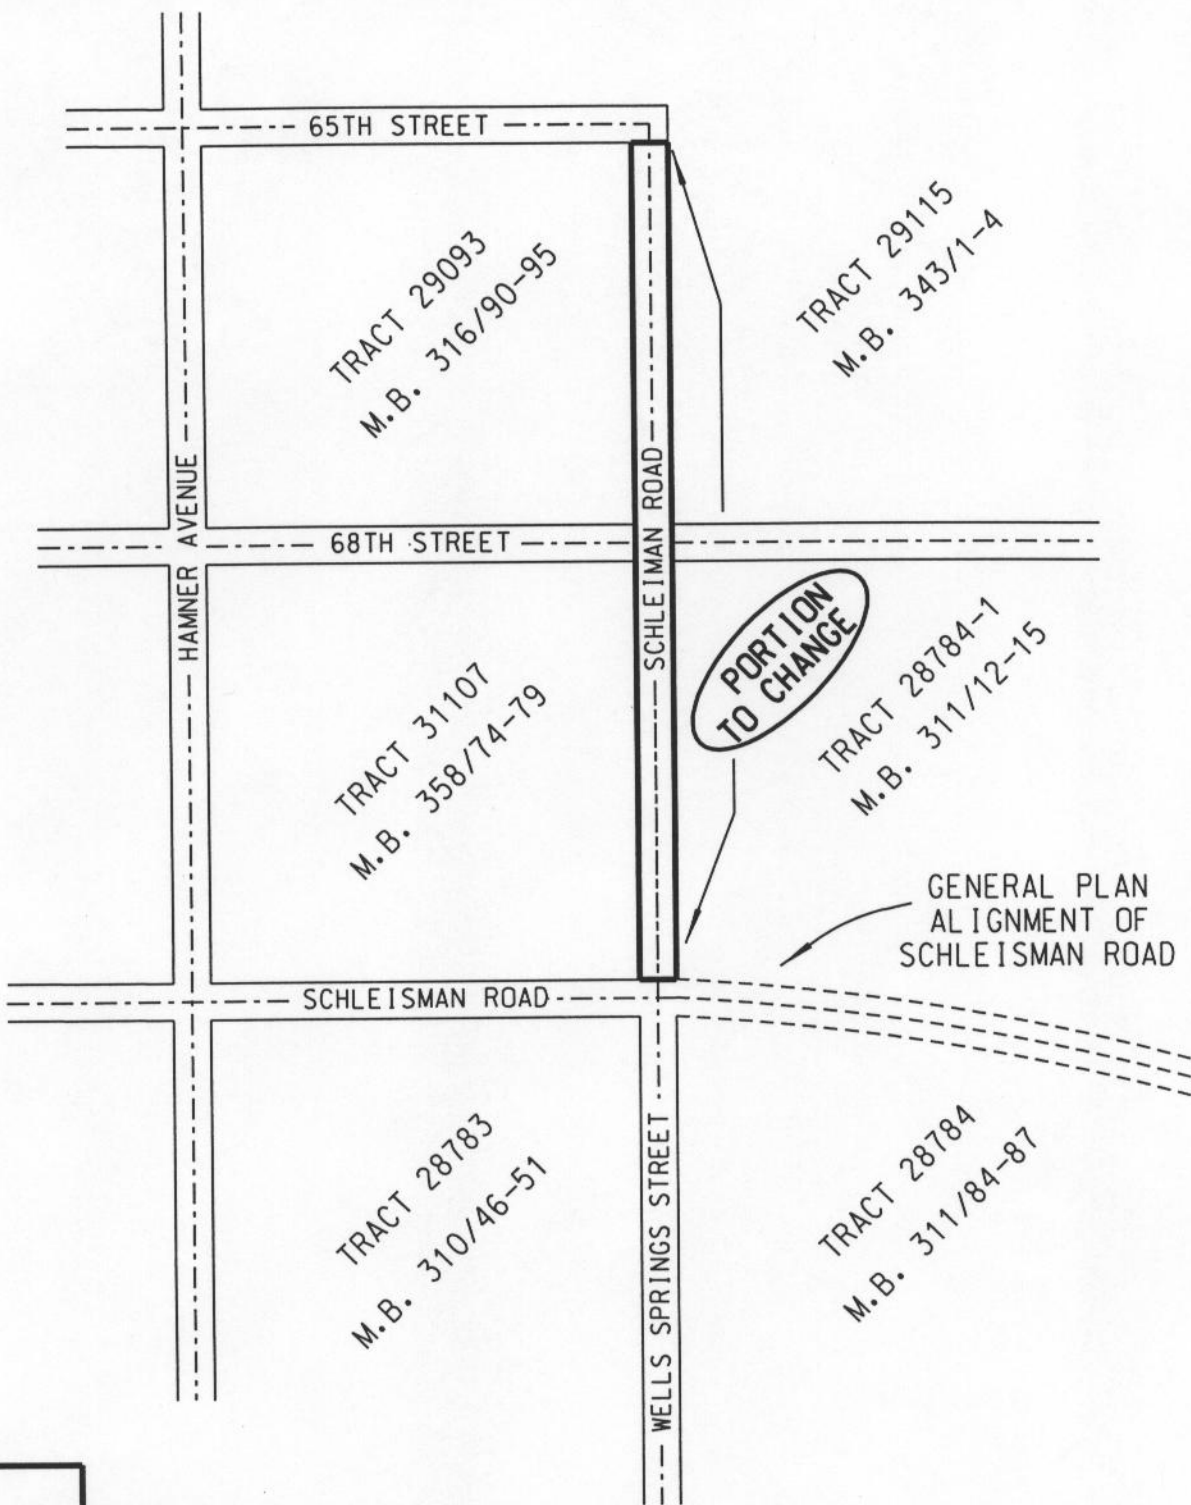 65TH STREET
TRACT 29093
M.B. 316/90-95
TRACT 29115
M.B. 343/1-4
HAMNER AVENUE
SCHLEIMAN ROAD
68TH STREET
PORTION
TO CHANGE
TRACT 31107
M.B. 358/74-79
TRACT 28784-1
M.B. 311/12-15
GENERAL PLAN
ALIGNMENT OF
SCHLEISMAN ROAD
SCHLEISMAN ROAD
TRACT 28783
M.B. 310/46-51
WELLS SPRINGS STREET
TRACT 28784
M.B. 311/84-87